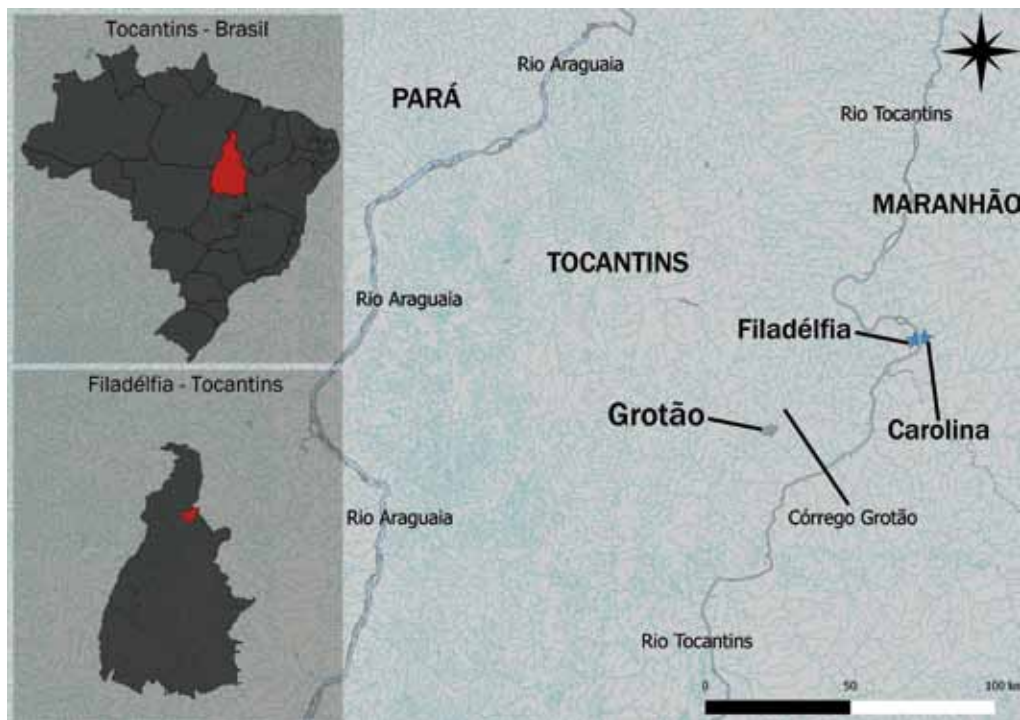 Tocantins - Brasil
Filadélfia - Tocantins
Rio Araguaia
PARÁ
Rio Tocantins
MARANHÃO
TOCANTINS
Rio Araguaia
Filadélfia
Grotão
Carolina
Rio Araguaia
Córrego Grotão
Rio Tocantins
0
50
100 km